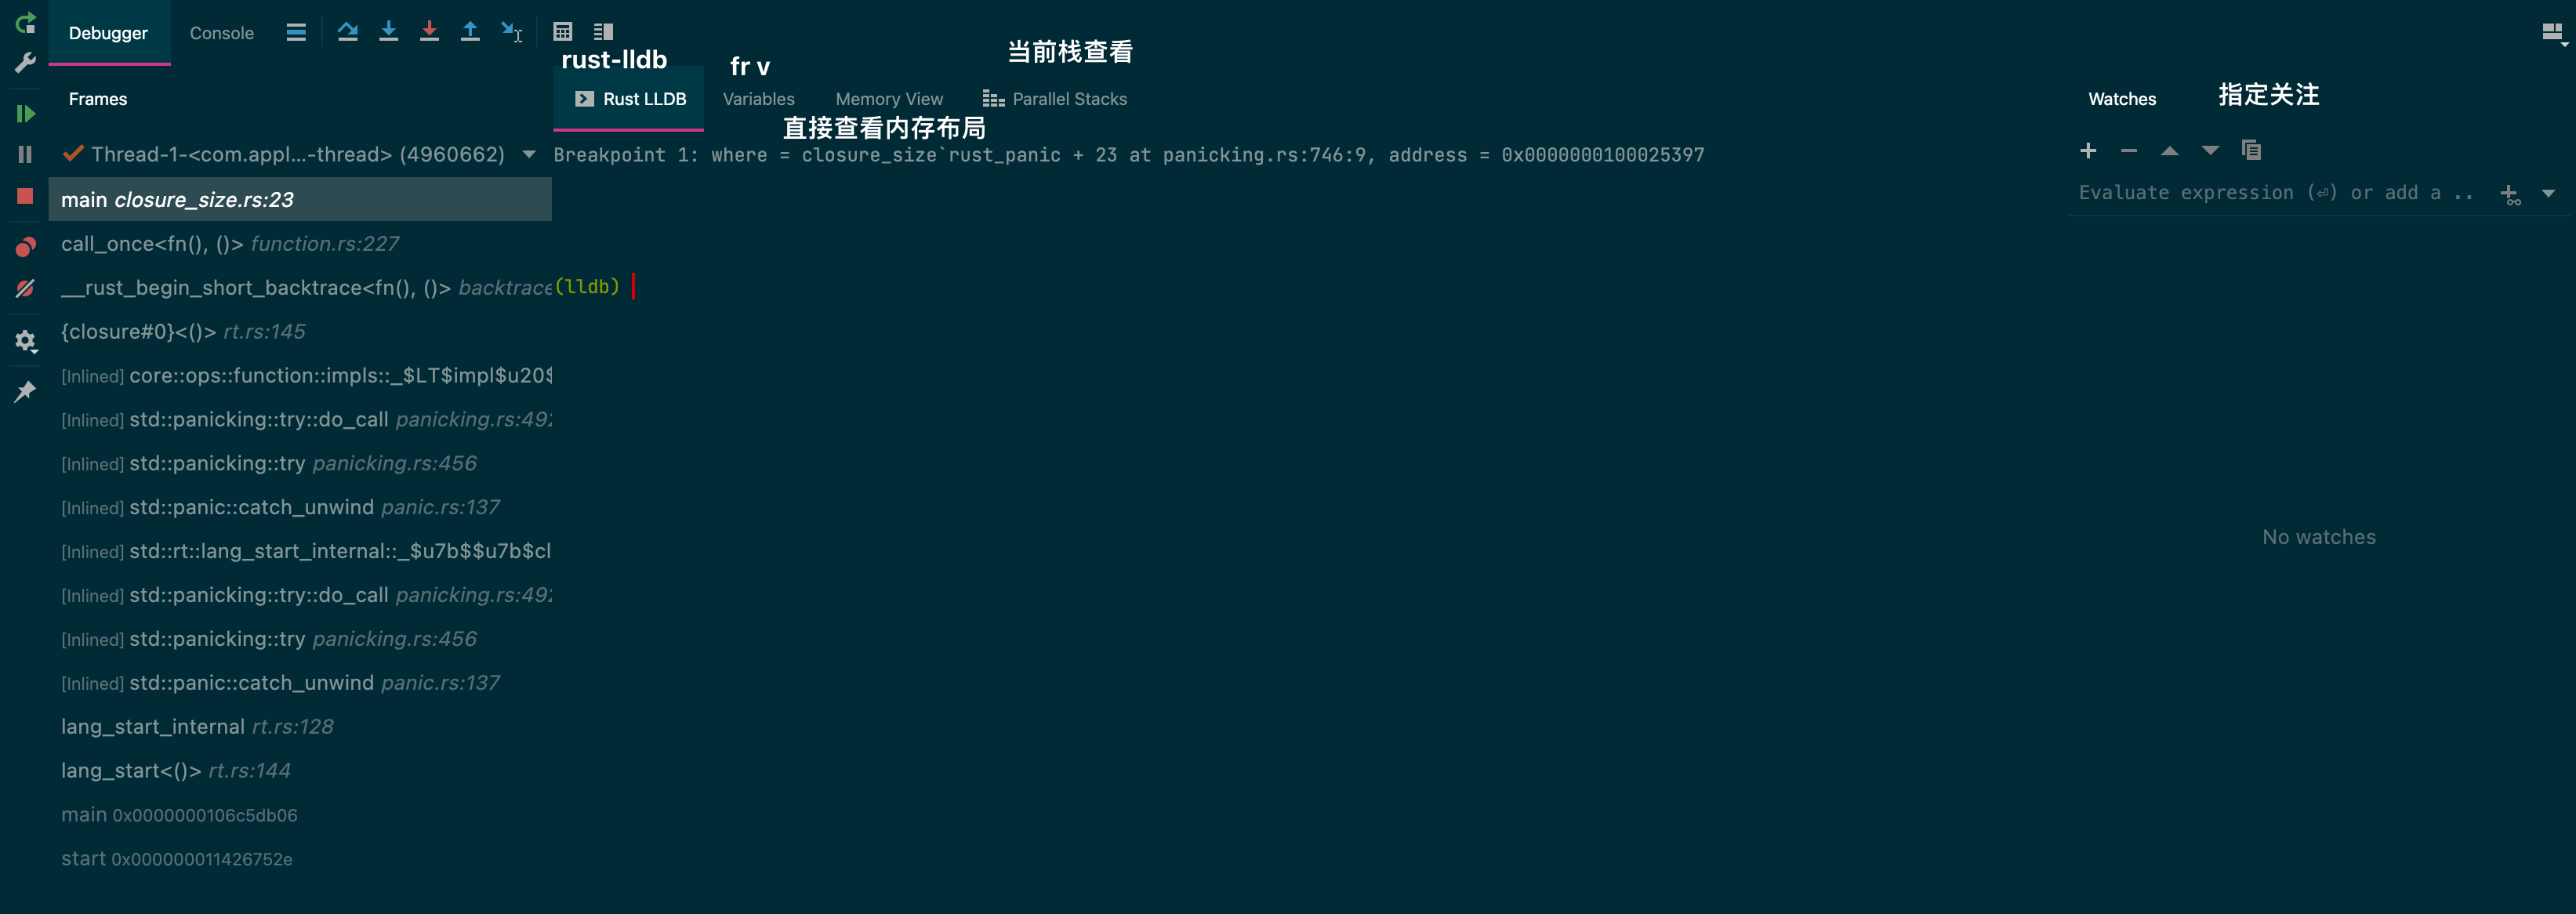 Debugger Console
rust-lldb
fr v
当前栈查看
Frames
Rust LLDB Variables Memory View Parallel Stacks
直接查看内存布局
Watches
指定关注
Thread-1-<com.appl...-thread> (4960662)
Breakpoint 1: where = closure_size`rust_panic + 23 at panicking.rs:746:9, address = 0x0000000100025397
Evaluate expression (⏎) or add a ..
main closure_size.rs:23
call_once<fn(), ()> function.rs:227
__rust_begin_short_backtrace<fn(), ()> backtrace
(lldb)
{closure#0}<()> rt.rs:145
[Inlined] core::ops::function::impls::_$LT$impl$u20$
[Inlined] std::panicking::try::do_call panicking.rs:492
[Inlined] std::panicking::try panicking.rs:456
[Inlined] std::panic::catch_unwind panic.rs:137
[Inlined] std::rt::lang_start_internal::_$u7b$$u7b$cl
[Inlined] std::panicking::try::do_call panicking.rs:492
[Inlined] std::panicking::try panicking.rs:456
[Inlined] std::panic::catch_unwind panic.rs:137
lang_start_internal rt.rs:128
lang_start<()> rt.rs:144
main 0x0000000106c5db06
start 0x000000011426752e
No watches